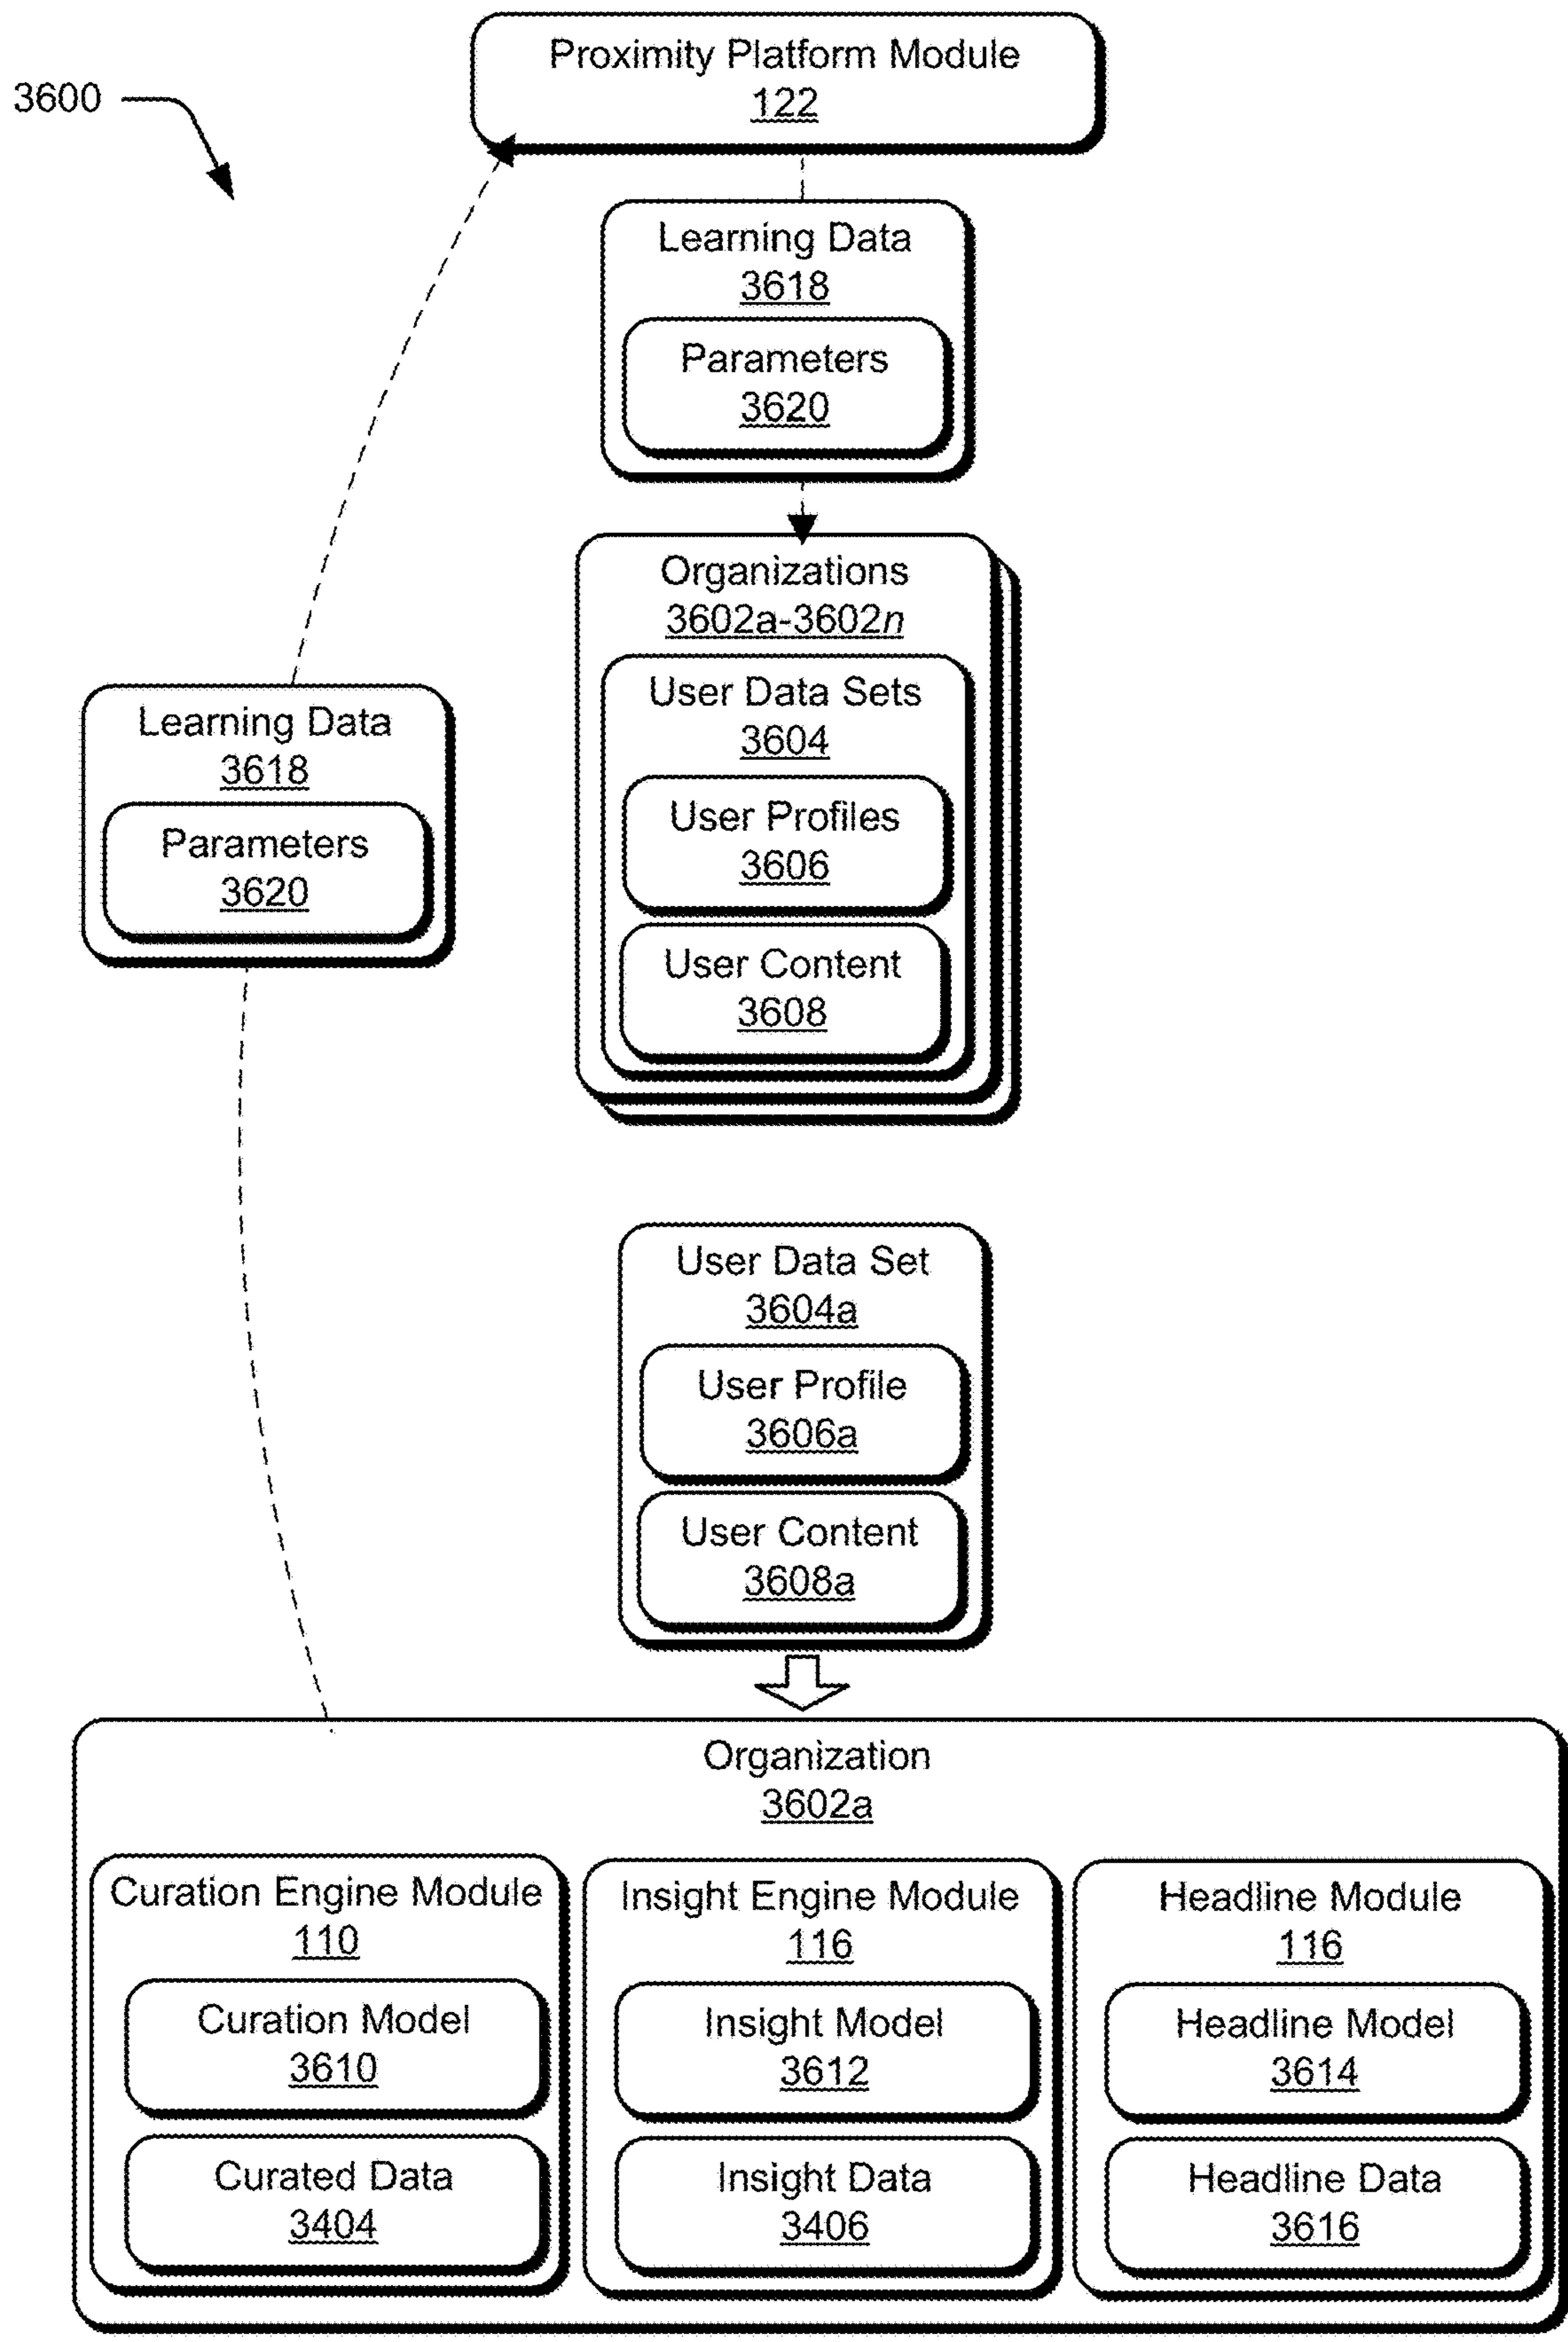 Proximity Platform Module
122
3600
Learning Data
3618
Parameters
3620
Organizations
3602a-3602n
User Data Sets
3604
User Profiles
3606
User Content
3608
Learning Data
3618
Parameters
3620
User Data Set
3604a
User Profile
3606a
User Content
3608a
Organization
3602a
Curation Engine Module
110
Curation Model
3610
Curated Data
3404
Insight Engine Module
116
Insight Model
3612
Insight Data
3406
Headline Module
116
Headline Model
3614
Headline Data
3616